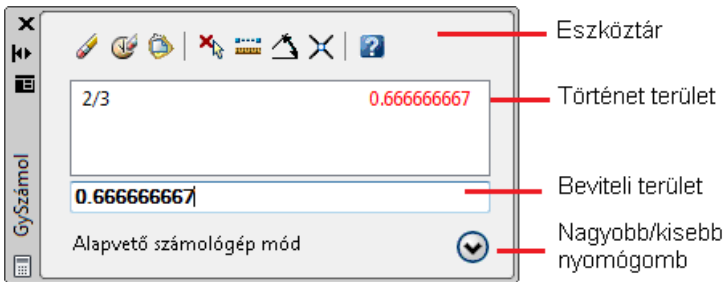 Eszköztár
2/3 0.666666667
Történet terület
0.666666667
Beviteli terület
Alapvető számológép mód
Nagyobb/kisebb
nyomógomb
GySzámol